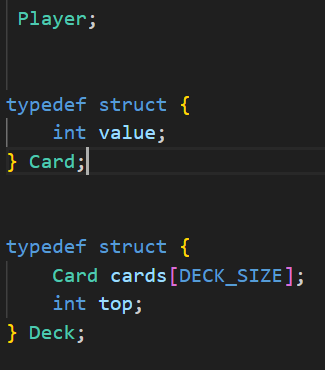 Player;
typedef struct {
    int value;
} Card;
typedef struct {
    Card cards[DECK_SIZE];
    int top;
} Deck;